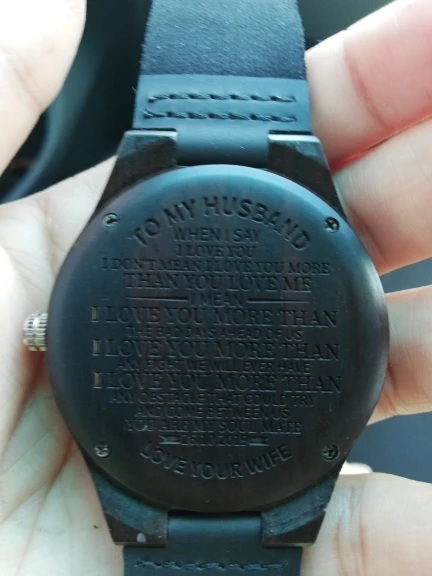 TO MY HUSBAND
WHEN I SAY
I LOVE YOU
I DON'T MEAN I LOVE YOU MORE
THAN YOU LOVE ME
I MEAN
I LOVE YOU MORE THAN
THE BAD DAYS AHEAD OF US
I LOVE YOU MORE THAN
ANY FIGHT WE WILL EVER HAVE
I LOVE YOU MORE THAN
ANY OBSTACLE THAT COULD TRY
AND COME BETWEEN US
YOU ARE MY SOUL MATE
LOVE YOUR WIFE